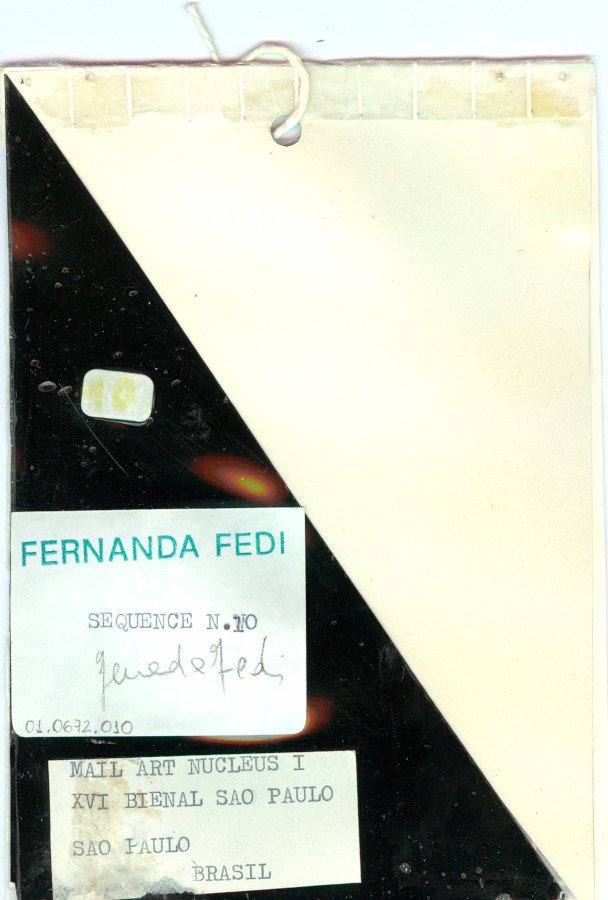 10
FERNANDA FEDI
SEQUENCE N.10
01.0672.010
MAIL ART NUCLEUS I
XVI BIENAL SAO PAULO
SAO PAULO
BRASIL